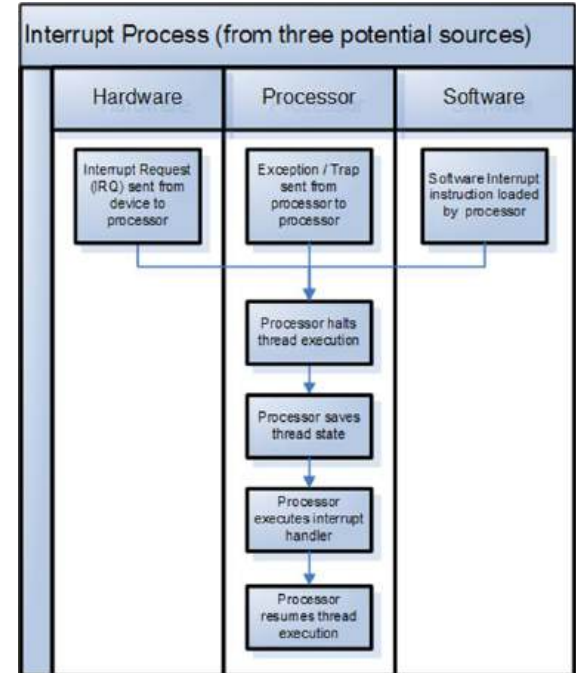 Interrupt Process (from three potential sources)
Hardware
Processor
Software
Interrupt Request
(IRQ) sent from
device to
processor
Exception / Trap
sent from
processor to
processor
Software Interrupt
instruction loaded
by processor
Processor halts
thread execution
Processor saves
thread state
Processor
executes interrupt
handler
Processor
resumes thread
execution